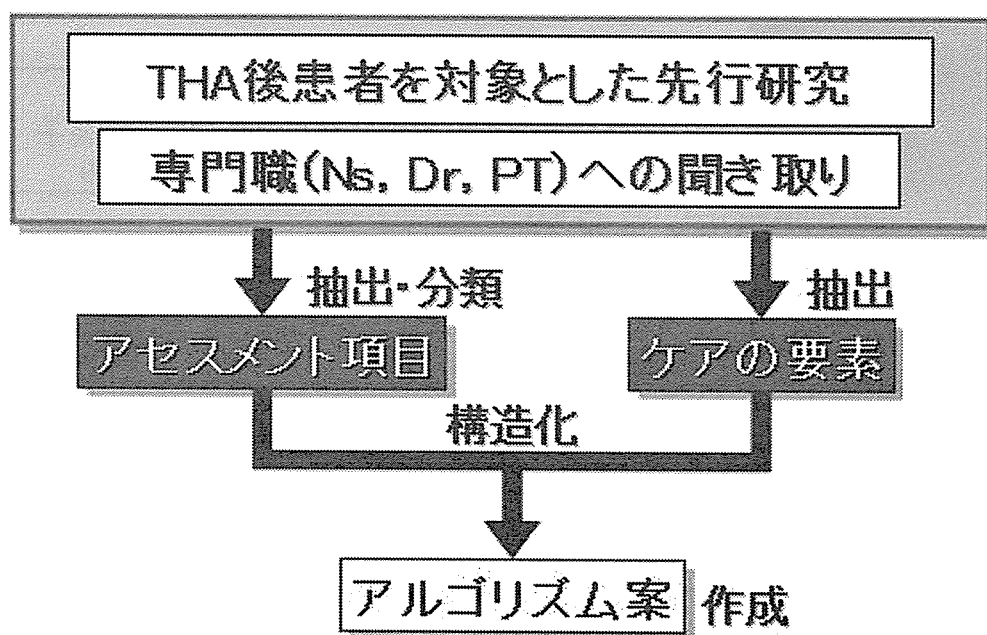 THA後患者を対象とした先行研究
専門職(Ns, Dr, PT)への聞き取り
抽出・分類
抽出
アセスメント項目
ケアの要素
構造化
アルゴリズム案 作成